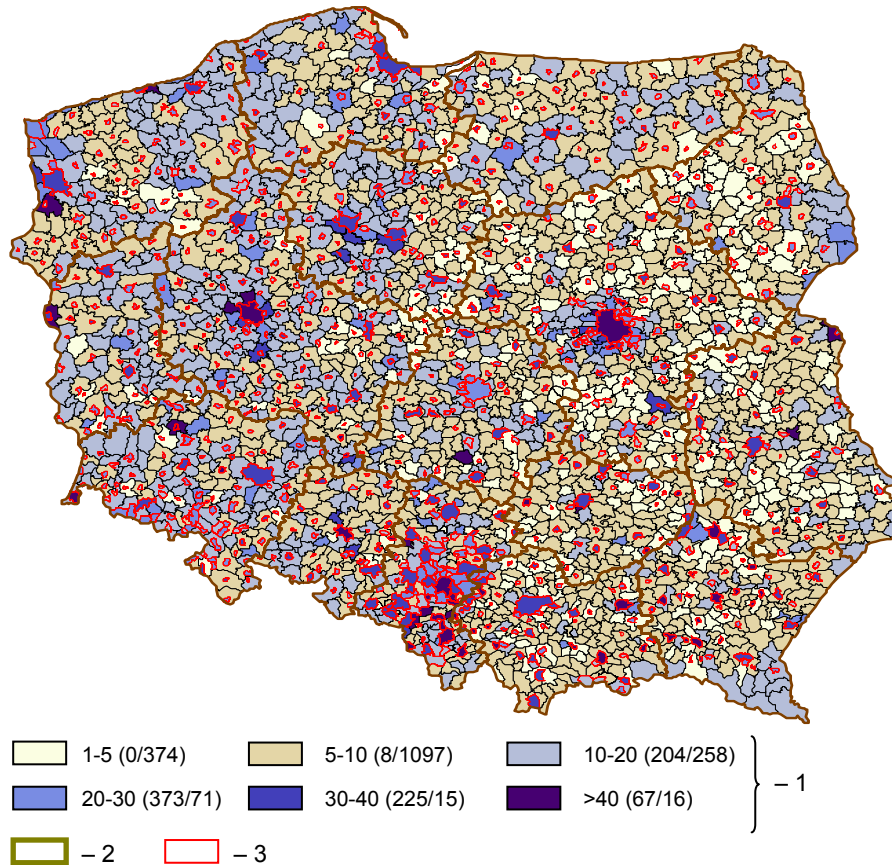 1-5 (0/374) 5-10 (8/1097) 10-20 (204/258)
– 1
20-30 (373/71) 30-40 (225/15) >40 (67/16)
– 2 – 3